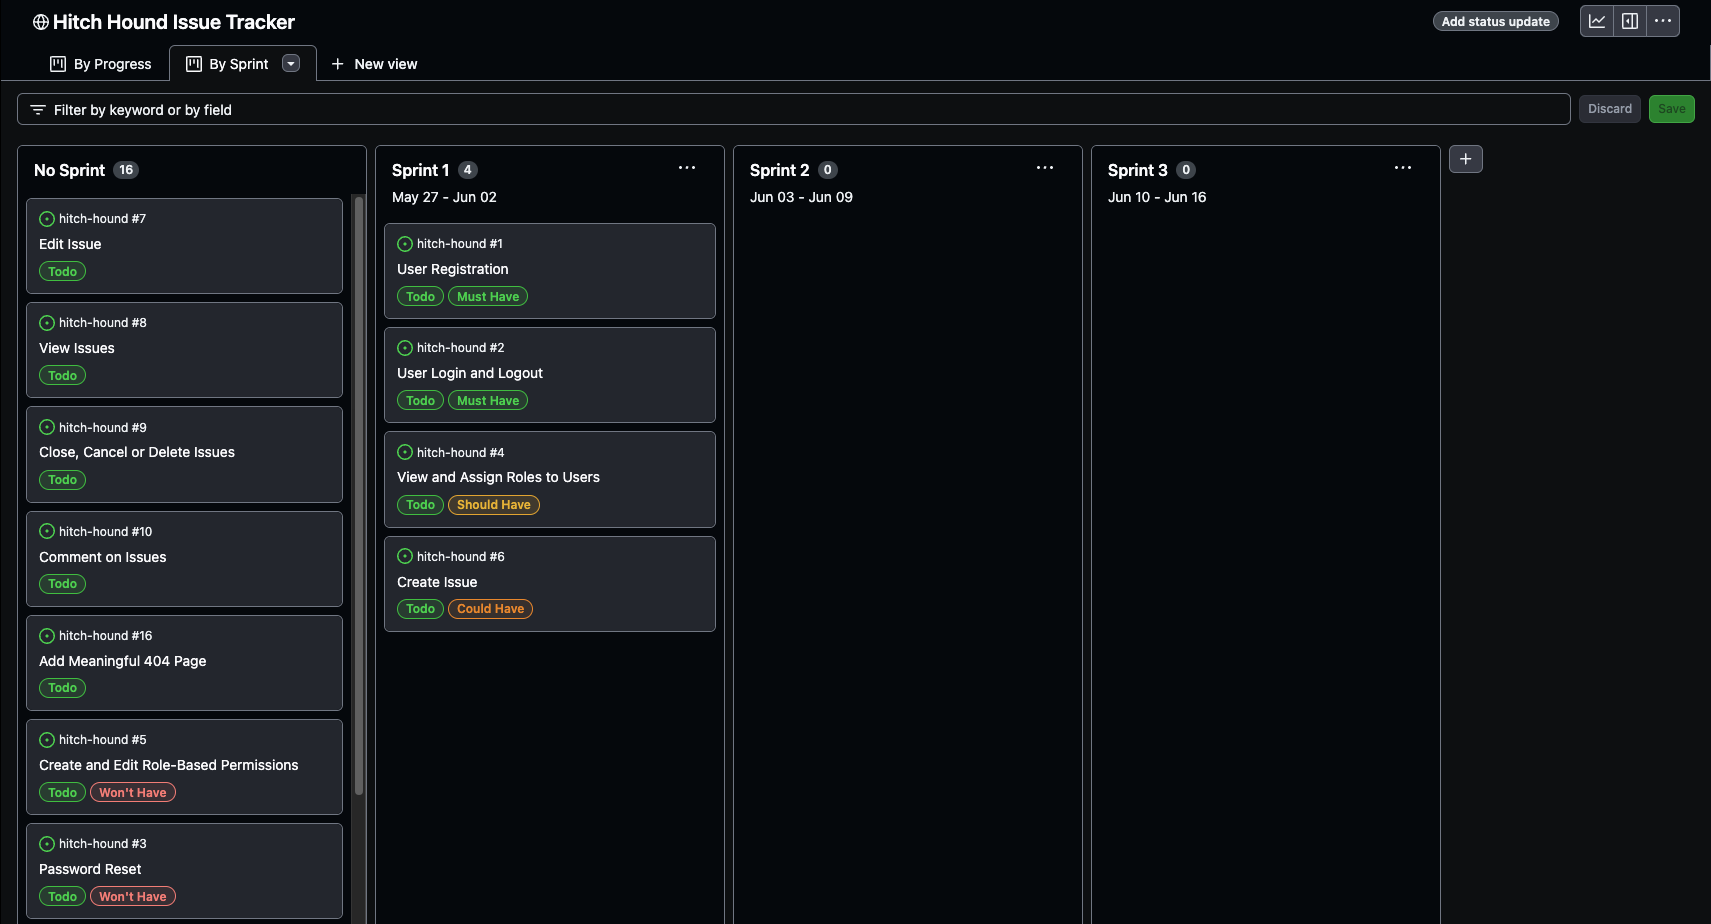 Hitch Hound Issue Tracker
Add status update
By Progress
By Sprint
New view
Filter by keyword or by field
Discard
Save
No Sprint 16
hitch-hound #7
Edit Issue
Todo
hitch-hound #8
View Issues
Todo
hitch-hound #9
Close, Cancel or Delete Issues
Todo
hitch-hound #10
Comment on Issues
Todo
hitch-hound #16
Add Meaningful 404 Page
Todo
hitch-hound #5
Create and Edit Role-Based Permissions
Todo Won't Have
hitch-hound #3
Password Reset
Todo Won't Have
Sprint 1 4
May 27 - Jun 02
hitch-hound #1
User Registration
Todo Must Have
hitch-hound #2
User Login and Logout
Todo Must Have
hitch-hound #4
View and Assign Roles to Users
Todo Should Have
hitch-hound #6
Create Issue
Todo Could Have
Sprint 2 0
Jun 03 - Jun 09
Sprint 3 0
Jun 10 - Jun 16